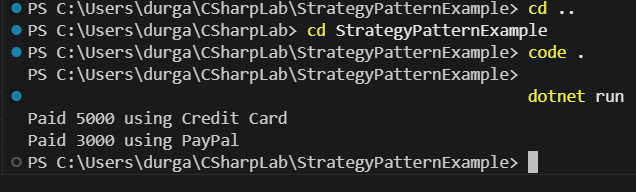 PS C:\Users\durga\CSharpLab\StrategyPatternExample> cd ..
PS C:\Users\durga\CSharpLab> cd StrategyPatternExample
PS C:\Users\durga\CSharpLab\StrategyPatternExample> code .
PS C:\Users\durga\CSharpLab\StrategyPatternExample>
dotnet run
Paid 5000 using Credit Card
Paid 3000 using PayPal
PS C:\Users\durga\CSharpLab\StrategyPatternExample>